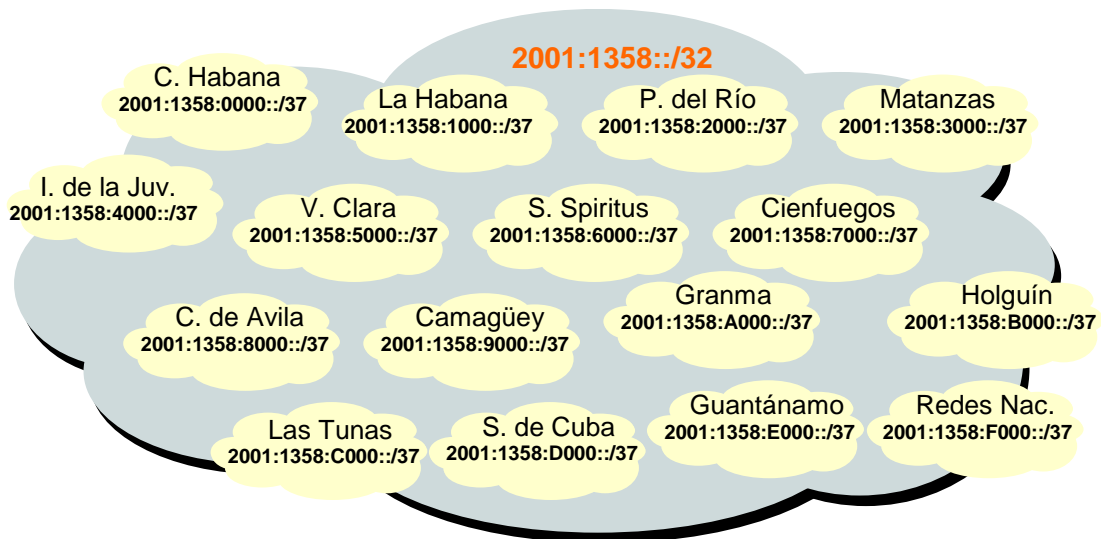 2001:1358::/32
C. Habana
2001:1358:0000::/37
La Habana
2001:1358:1000::/37
P. del Río
2001:1358:2000::/37
Matanzas
2001:1358:3000::/37
I. de la Juv.
2001:1358:4000::/37
V. Clara
2001:1358:5000::/37
S. Spiritus
2001:1358:6000::/37
Cienfuegos
2001:1358:7000::/37
C. de Avila
2001:1358:8000::/37
Camagüey
2001:1358:9000::/37
Granma
2001:1358:A000::/37
Holguín
2001:1358:B000::/37
Las Tunas
2001:1358:C000::/37
S. de Cuba
2001:1358:D000::/37
Guantánamo
2001:1358:E000::/37
Redes Nac.
2001:1358:F000::/37